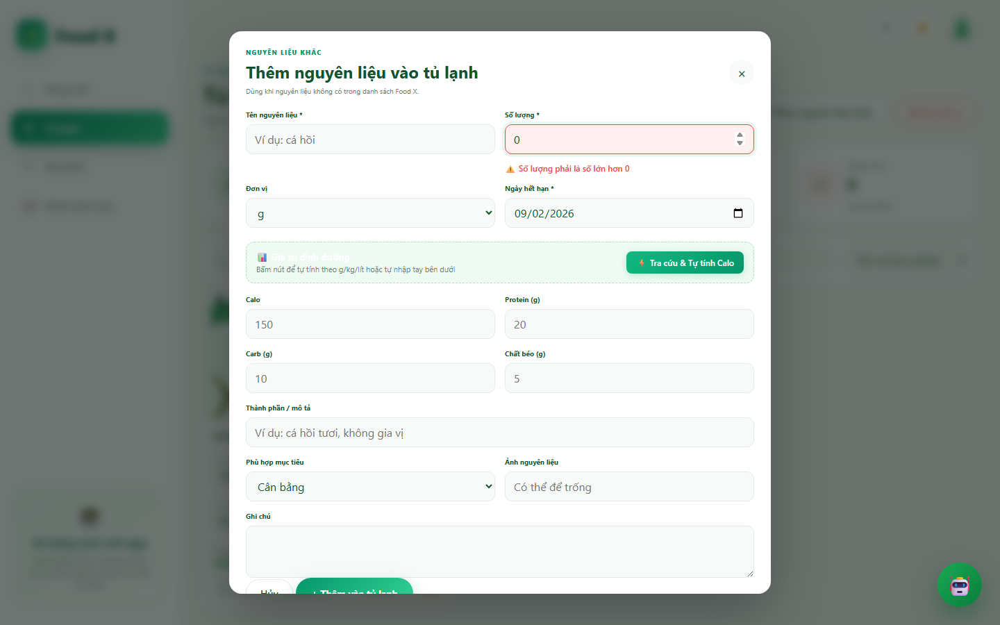 Food X
NGUYÊN LIỆU KHÁC
Thêm nguyên liệu vào tủ lạnh
×
Dùng khi nguyên liệu không có trong danh sách Food X.
Tên nguyên liệu *
Số lượng *
Ví dụ: cá hồi
0
Số lượng phải là số lớn hơn 0
Đơn vị
Ngày hết hạn *
g
09/02/2026
Giá trị dinh dưỡng
Bấm nút để tự tính theo g/kg/lít hoặc tự nhập tay bên dưới
Tra cứu & Tự tính Calo
Calo
Protein (g)
150
20
Carb (g)
Chất béo (g)
10
5
Thành phần / mô tả
Ví dụ: cá hồi tươi, không gia vị
Phù hợp mục tiêu
Ảnh nguyên liệu
Cân bằng
Có thể để trống
Ghi chú
Hủy
+ Thêm vào tủ lạnh